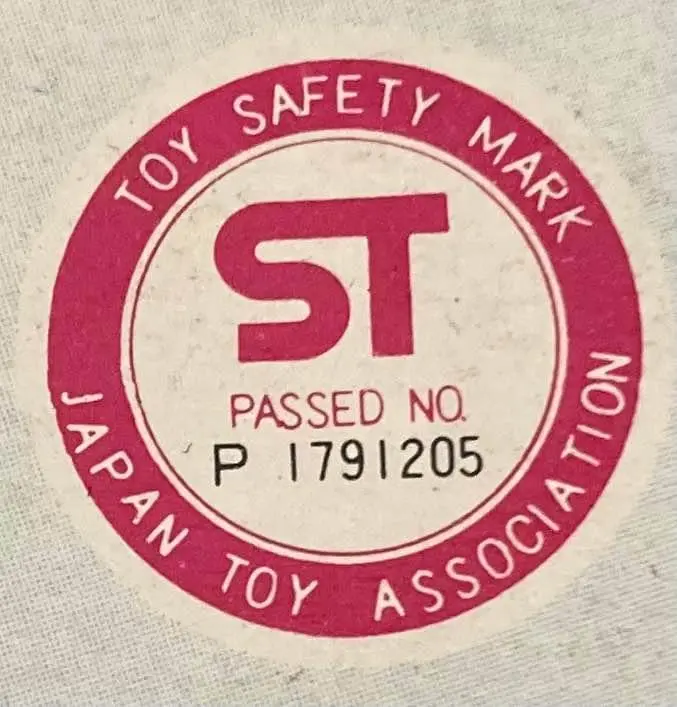 TOY SAFETY MARK
ST
PASSED NO.
P 1791205
JAPAN TOY ASSOCIATION